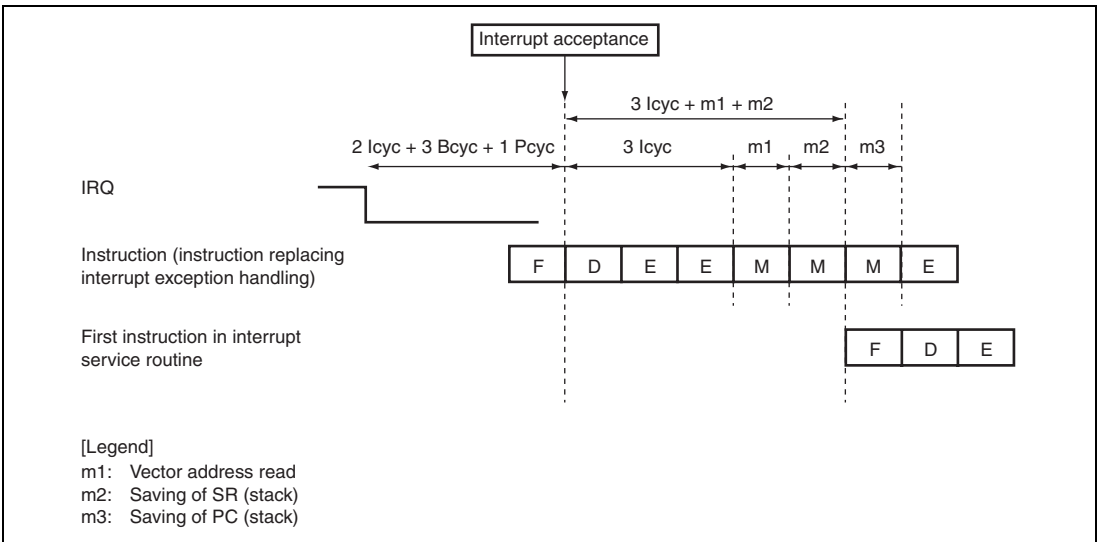 Interrupt acceptance
3 Icyc + m1 + m2
2 Icyc + 3 Bcyc + 1 Pcyc
3 Icyc
m1
m2
m3
IRQ
Instruction (instruction replacing
interrupt exception handling)
F D E E M M M E
First instruction in interrupt
service routine
F D E
[Legend]
m1: Vector address read
m2: Saving of SR (stack)
m3: Saving of PC (stack)